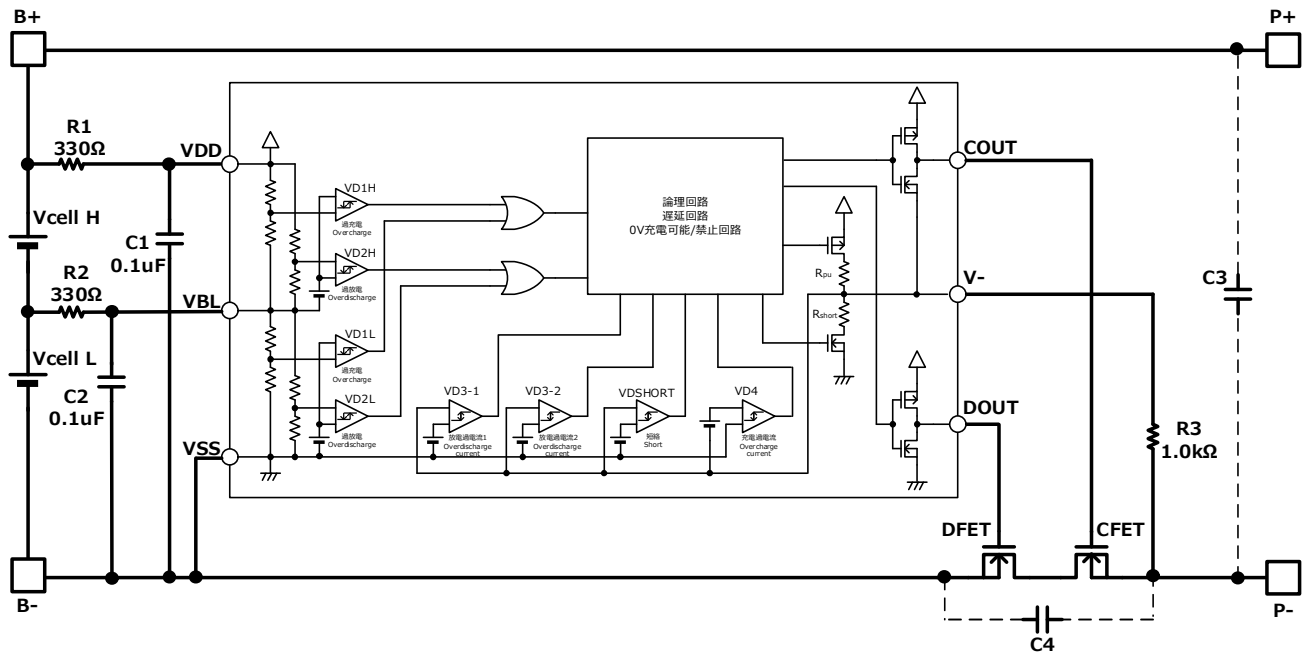 B+
P+
R1
330Ω
VDD
COUT
VD1H
過充電
Overcharge
論理回路
遅延回路
0V充電可能/禁止回路
Vcell H
C1
0.1uF
VD2H
過放電
Overdischarge
Rpu
R2
330Ω
VBL
V-
C3
Rshort
VD1L
過充電
Overcharge
Vcell L
C2
0.1uF
VD2L
過放電
Overdischarge
VD3-1
放電過電流1
Overdischarge
current
VD3-2
放電過電流2
Overdischarge
current
VDSHORT
短絡
Short
VD4
充電過電流
Overcharge
current
DOUT
R3
1.0kΩ
VSS
DFET
CFET
B-
P-
C4